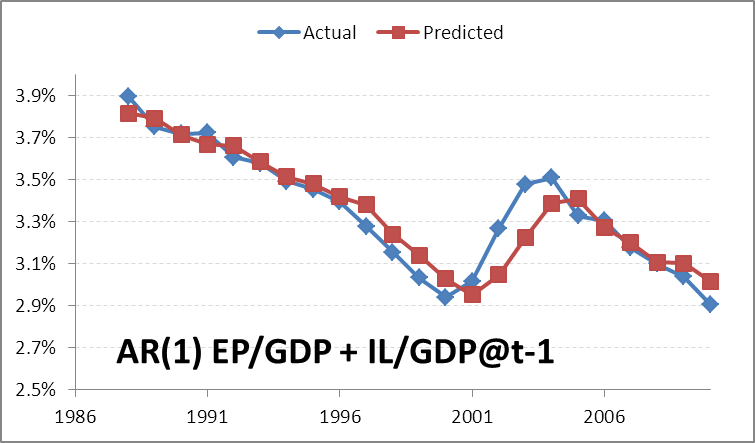 Actual Predicted
3.9%
3.7%
3.5%
3.3%
3.1%
2.9%
2.7%
2.5%
AR(1) EP/GDP + IL/GDP@t-1
1986 1991 1996 2001 2006